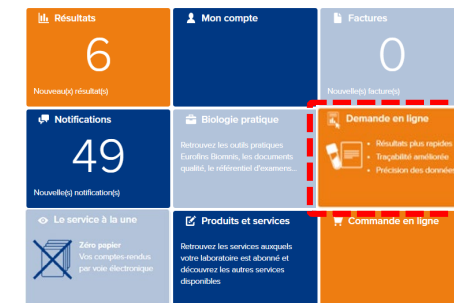 Résultats
6
Nouveau(x) résultat(s)
Mon compte
Factures
0
Nouvelle(s) facture(s)
Notifications
49
Nouvelle(s) notification(s)
Biologie pratique
Retrouvez les outils pratiques
Eurofins Biomnis, les documents
qualité, le référentiel d'examens...
Demande en ligne
• Résultats plus rapides
• Traçabilité améliorée
• Précision des données
Le service à la une
Zéro papier
Vos comptes-rendus
par voie électronique
Produits et services
Retrouvez les services auxquels
votre laboratoire est abonné et
découvrez les autres services
disponibles
Commande en ligne